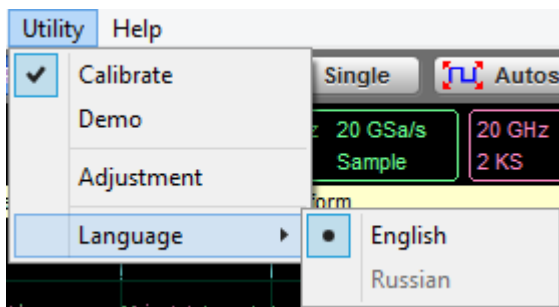 Utility Help
Calibrate
Single Autos
Demo
z 20 GSa/s 20 GHz
Sample 2 KS
Adjustment
form
Language
English
Russian